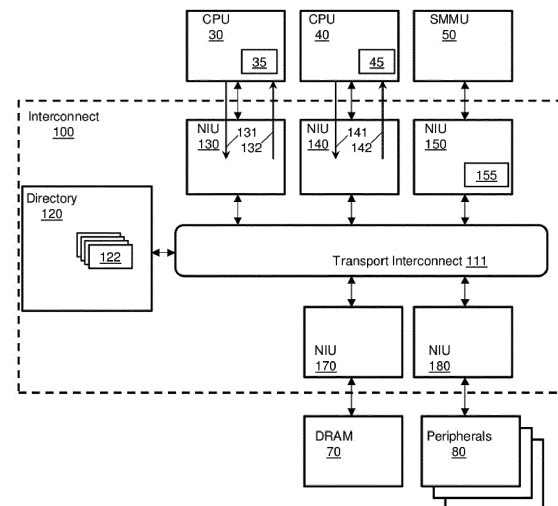 CPU
30
35
CPU
40
45
SMMU
50
Interconnect
100
NIU
130
131
132
NIU
140
141
142
NIU
150
155
Directory
120
122
Transport Interconnect 111
NIU
170
NIU
180
DRAM
70
Peripherals
80